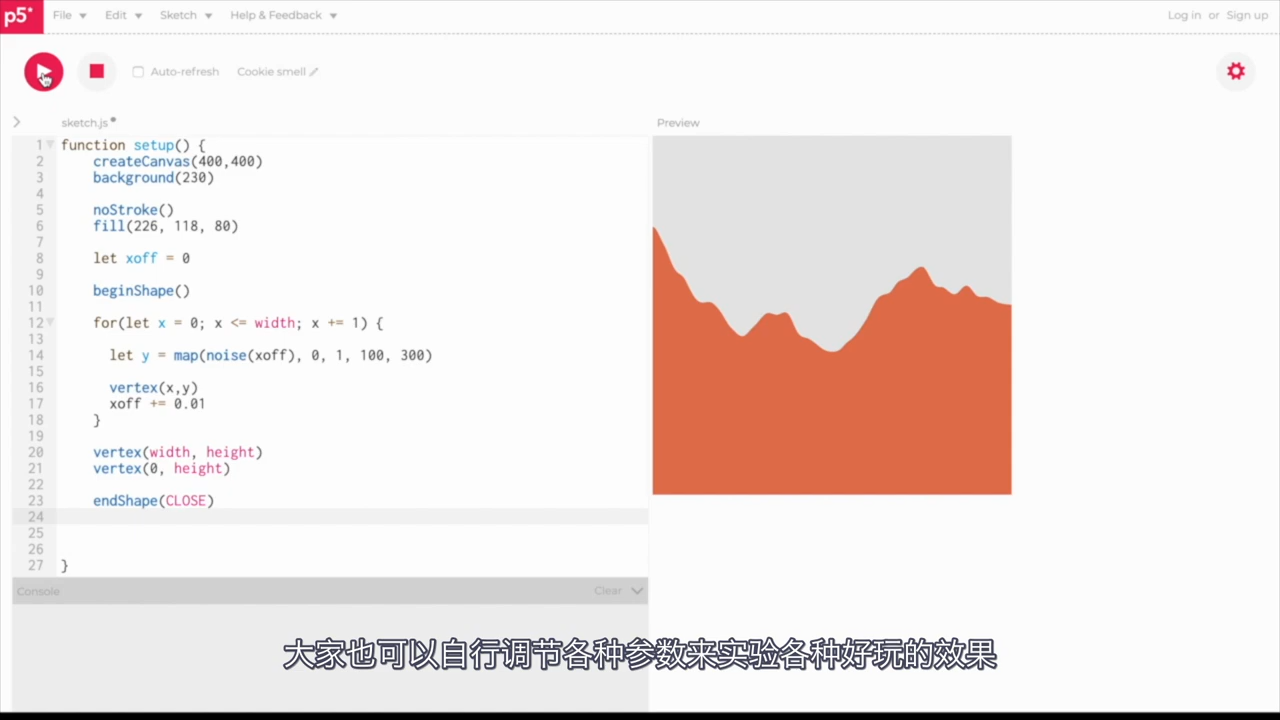 p5* File Edit Sketch Help & Feedback Log in or Sign up
Auto-refresh Cookie smell
sketch.js Preview
1 function setup() {
2 createCanvas(400,400)
3 background(230)
4
5 noStroke()
6 fill(226, 118, 80)
7
8 let xoff = 0
9
10 beginShape()
11
12 for(let x = 0; x <= width; x += 1) {
13
14 let y = map(noise(xoff), 0, 1, 100, 300)
15
16 vertex(x,y)
17 xoff += 0.01
18 }
19
20 vertex(width, height)
21 vertex(0, height)
22
23 endShape(CLOSE)
24
25
26
27 }
Console Clear
大家也可以自行调节各种参数来实验各种好玩的效果